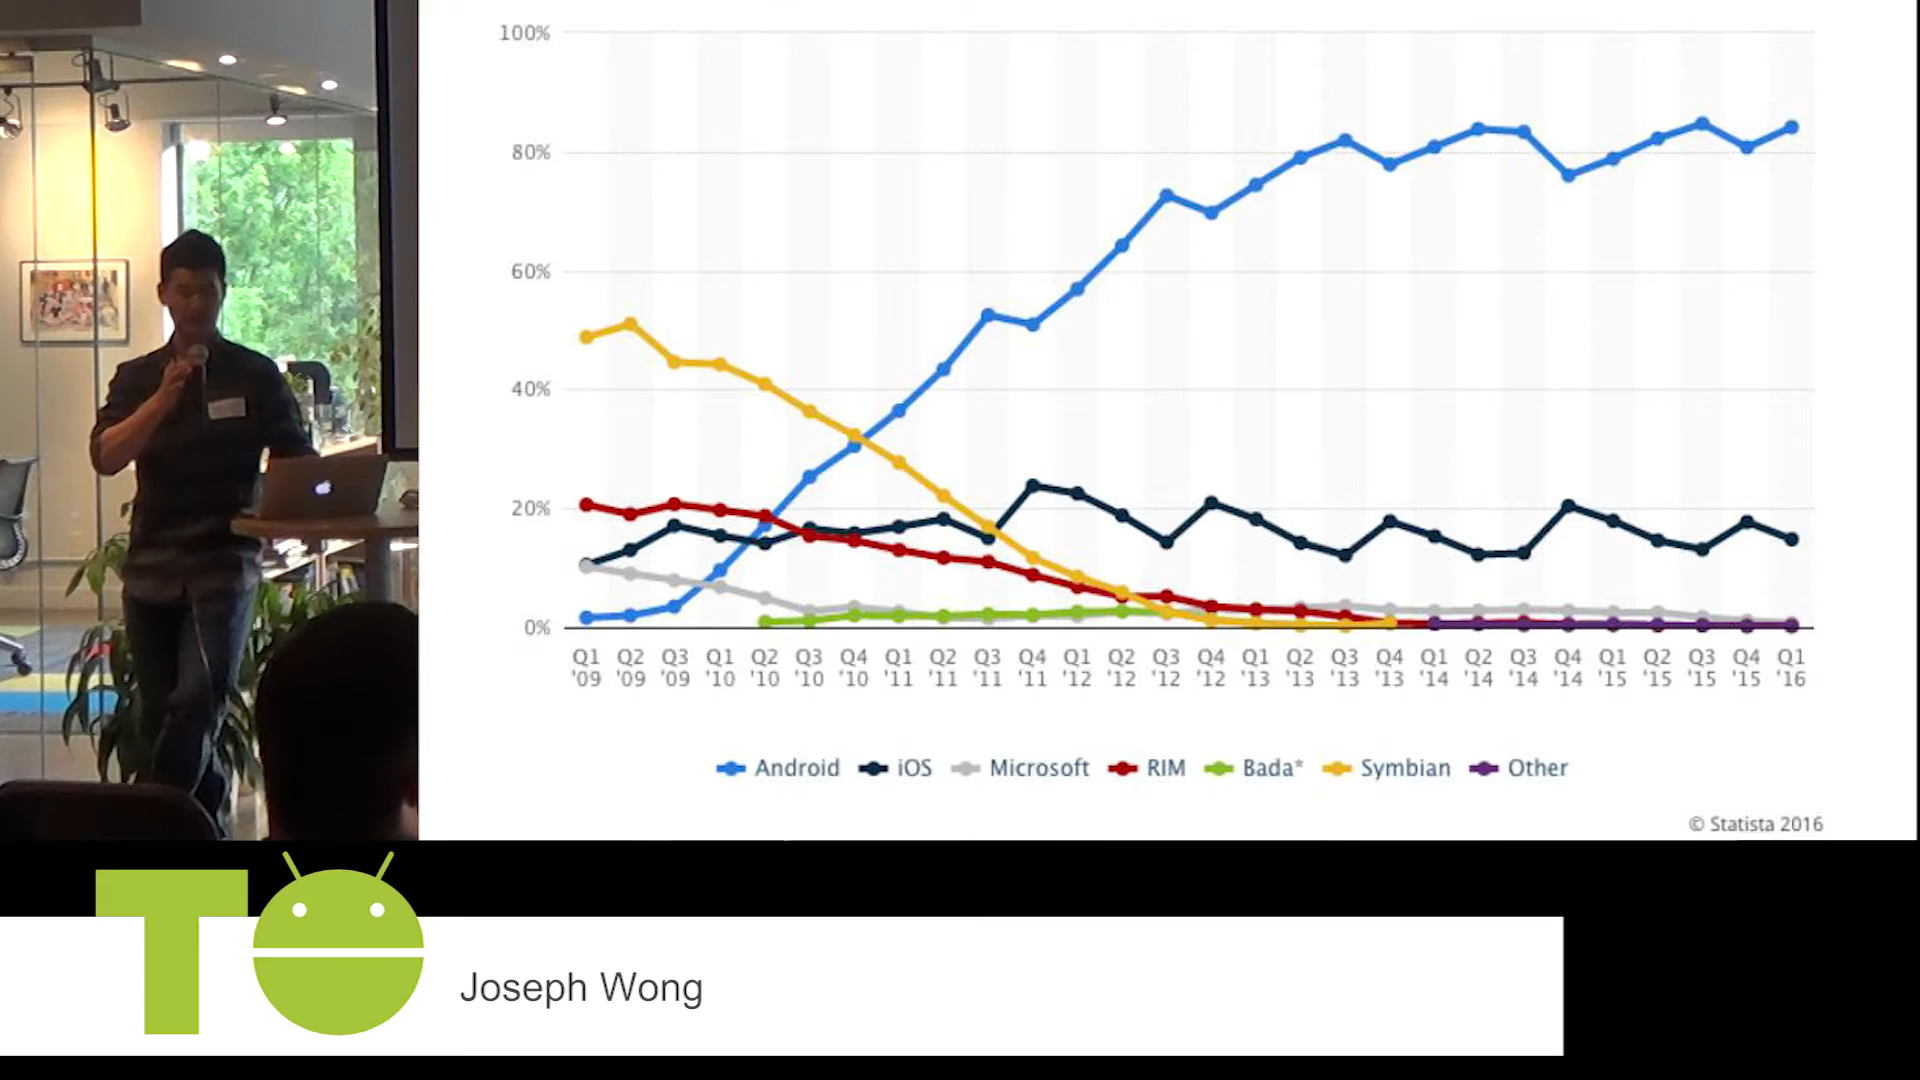 100%
80%
60%
40%
20%
0%
Q1 Q2 Q3 Q1 Q2 Q3 Q4 Q1 Q2 Q3 Q4 Q1 Q2 Q3 Q4 Q1 Q2 Q3 Q4 Q1 Q2 Q3 Q4 Q1 Q2 Q3 Q4 Q1
'09 '09 '09 '10 '10 '10 '10 '11 '11 '11 '11 '12 '12 '12 '12 '13 '13 '13 '13 '14 '14 '14 '14 '15 '15 '15 '15 '16
Android iOS Microsoft RIM Bada* Symbian Other
© Statista 2016
TO
Joseph Wong